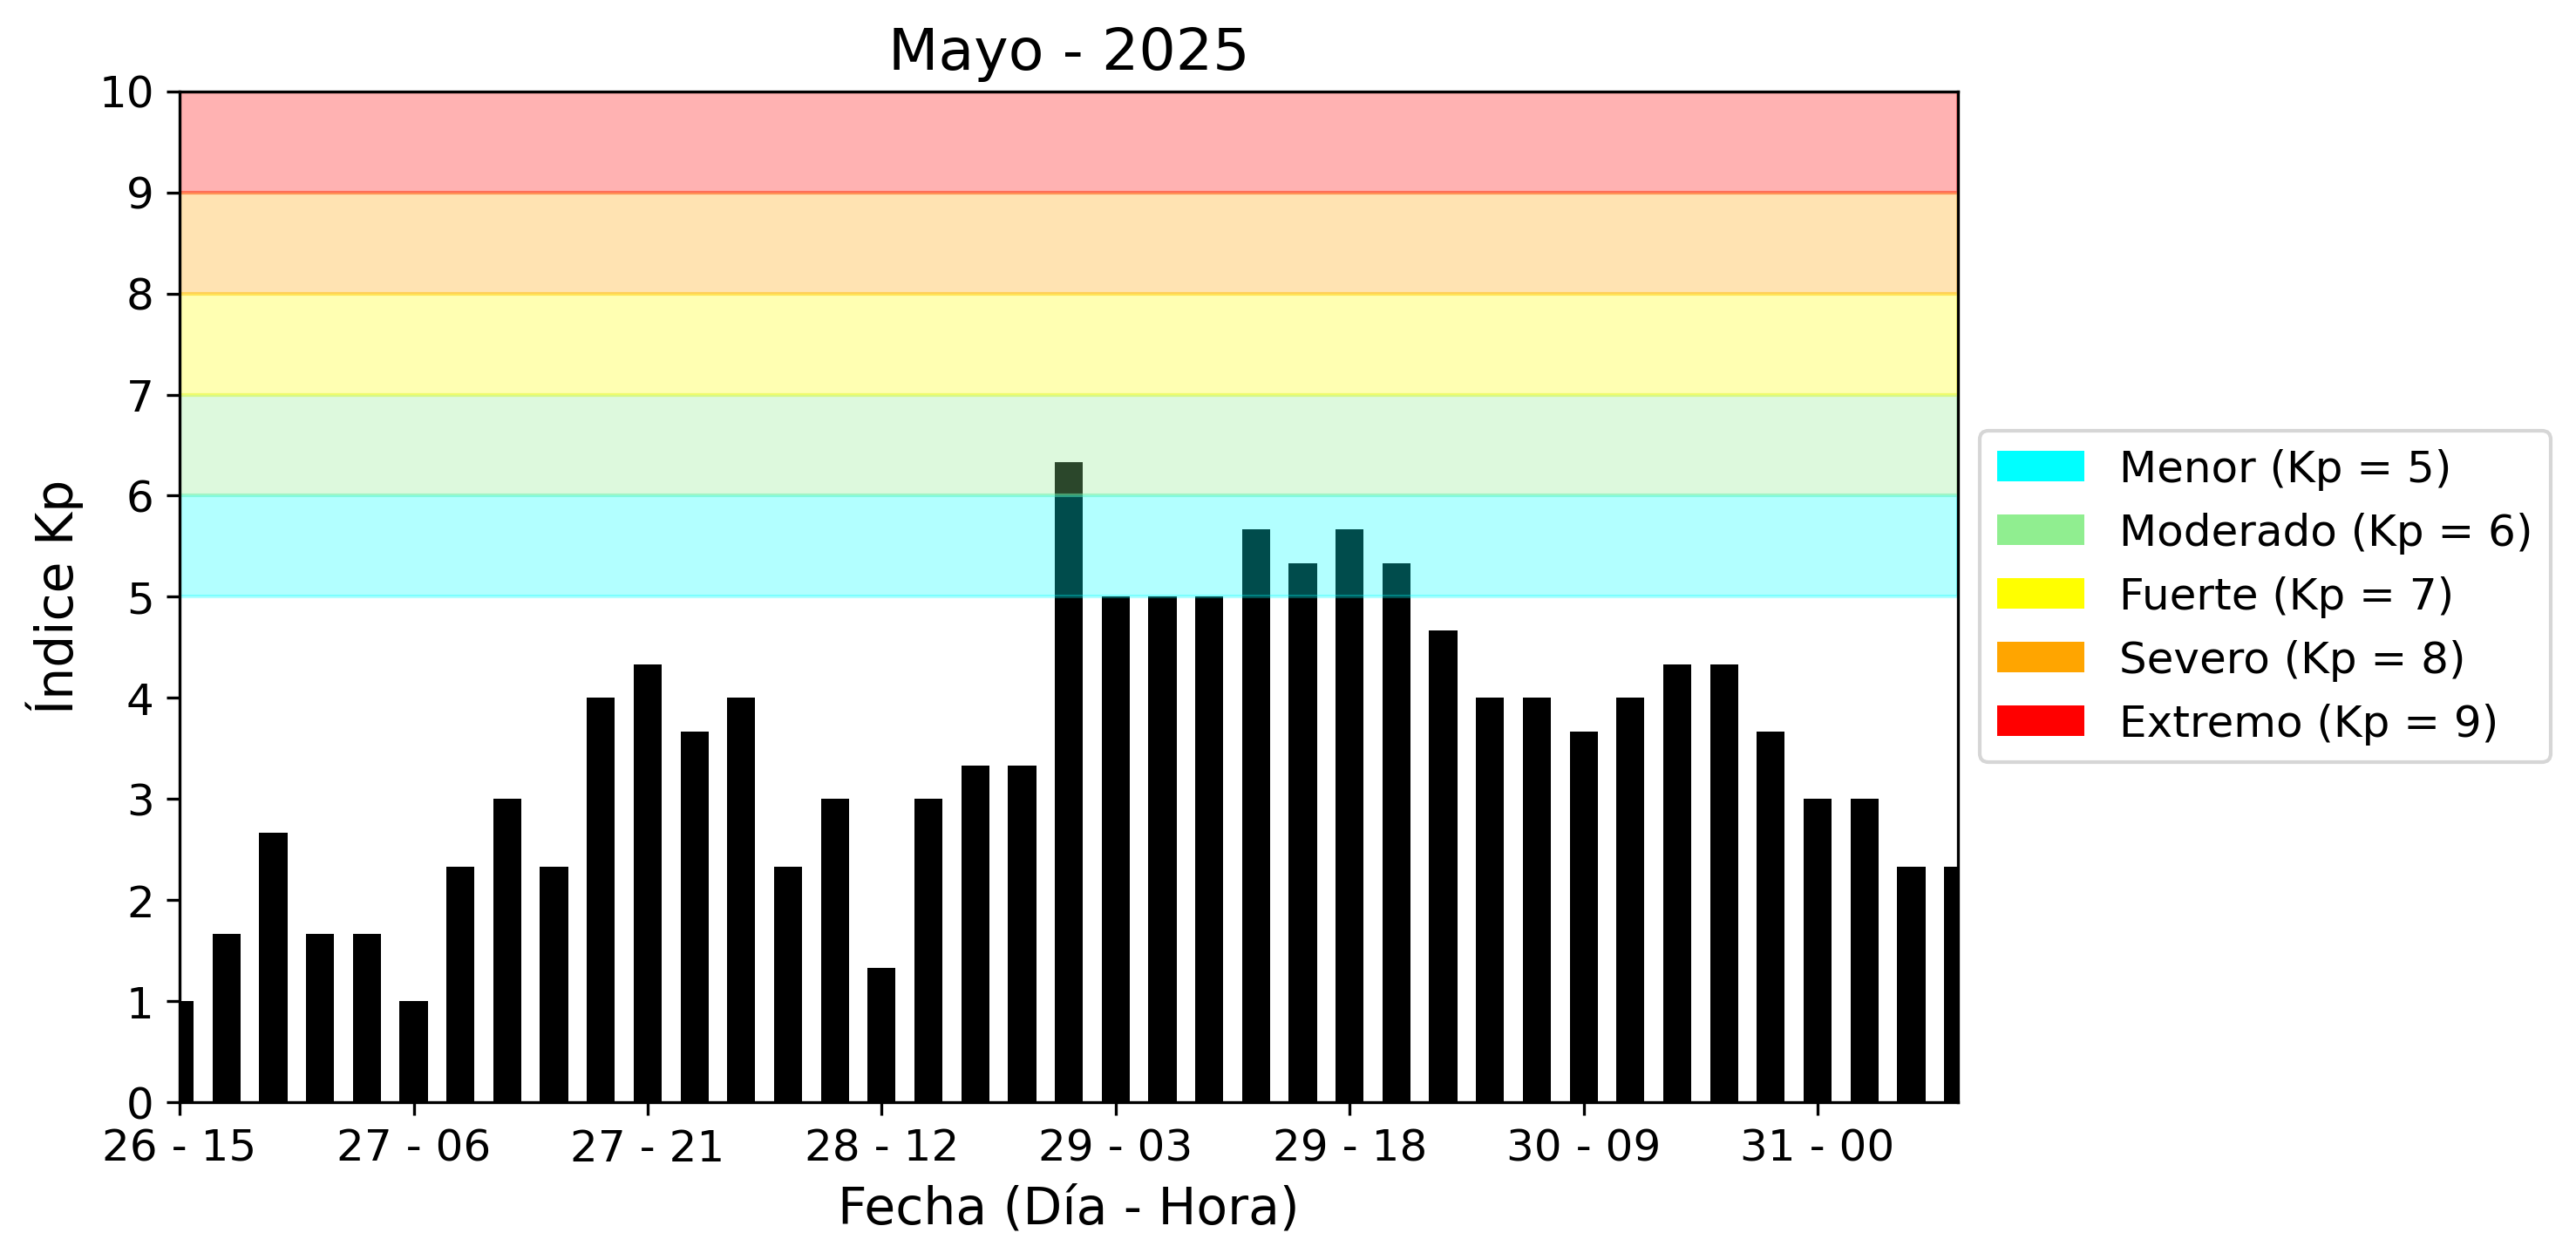 Mayo - 2025
10
9
8
7
6
5
4
3
2
1
0
Índice Kp
26 - 15
27 - 06
27 - 21
28 - 12
29 - 03
29 - 18
30 - 09
31 - 00
Fecha (Día - Hora)
Menor (Kp = 5)
Moderado (Kp = 6)
Fuerte (Kp = 7)
Severo (Kp = 8)
Extremo (Kp = 9)